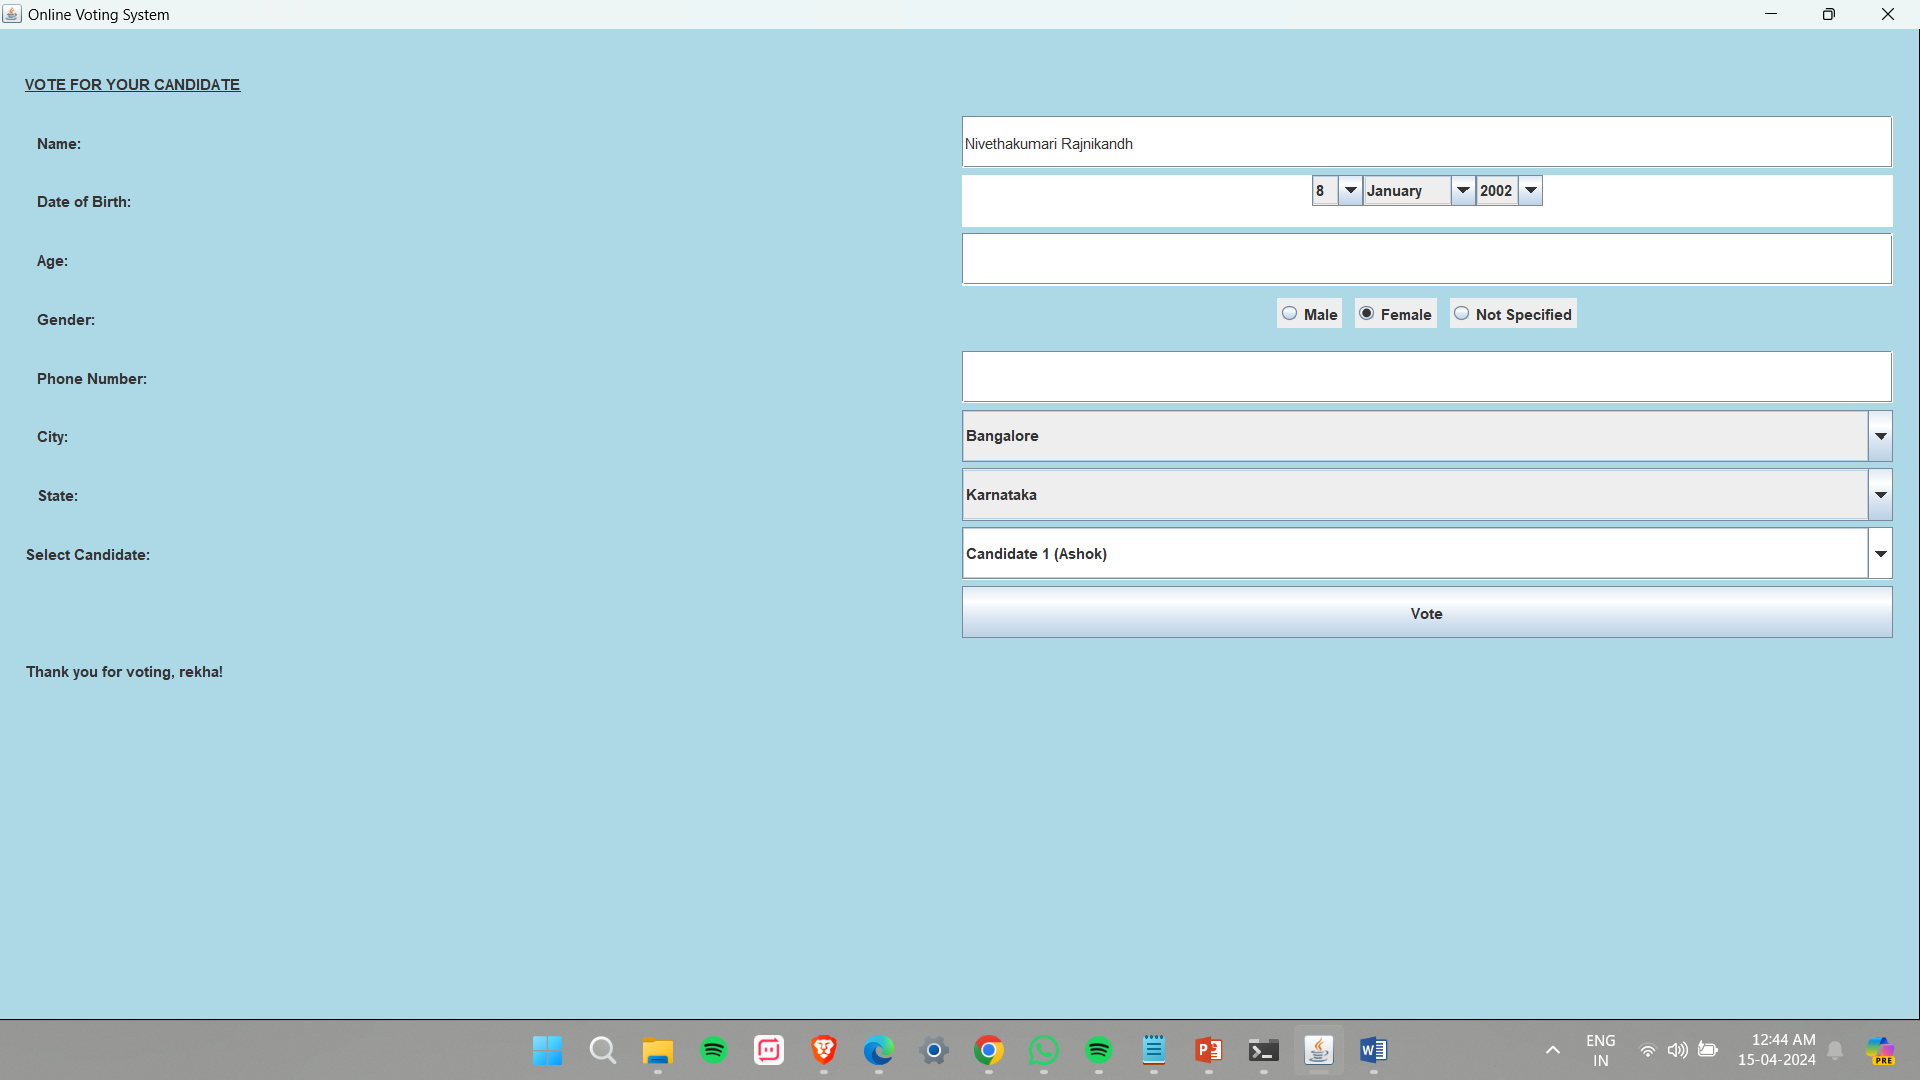 Online Voting System
VOTE FOR YOUR CANDIDATE
Name: Nivethakumari Rajnikandh
Date of Birth: 8 January 2002
Age:
Gender: Male Female Not Specified
Phone Number:
City: Bangalore
State: Karnataka
Select Candidate: Candidate 1 (Ashok)
Vote
Thank you for voting, rekha!
ENG 12:44 AM
IN 15-04-2024
PRE